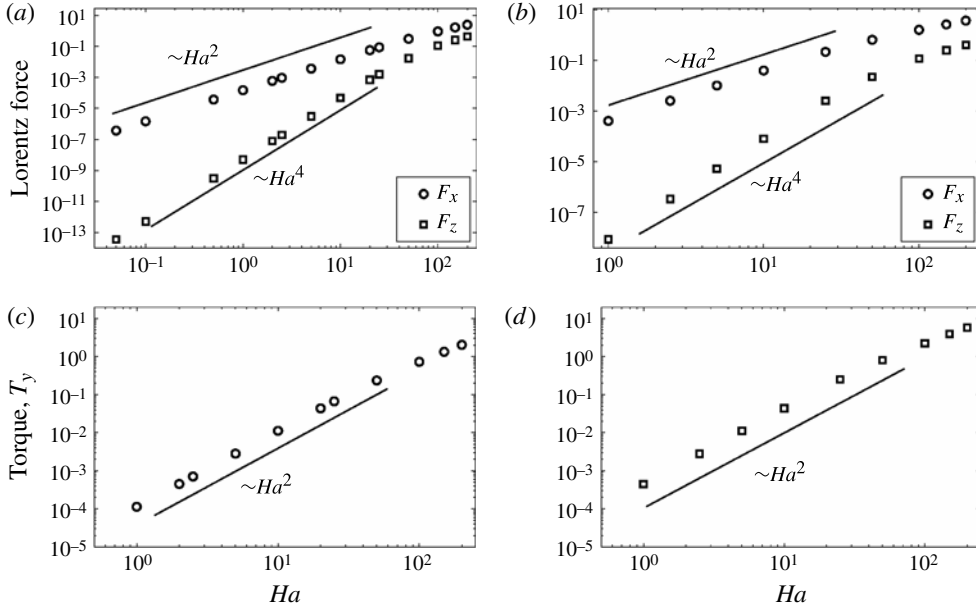 (a)
(b)
Lorentz force
10^1
10^-1
10^-3
10^-5
10^-7
10^-9
10^-11
10^-13
~Ha^2
~Ha^4
F_x
F_z
10^-1
10^0
10^1
10^2
10^1
10^-1
10^-3
10^-5
10^-7
~Ha^2
~Ha^4
F_x
F_z
10^0
10^1
10^2
(c)
(d)
Torque, T_y
10^1
10^0
10^-1
10^-2
10^-3
10^-4
10^-5
~Ha^2
10^0
10^1
10^2
Ha
10^1
10^0
10^-1
10^-2
10^-3
10^-4
10^-5
~Ha^2
10^0
10^1
10^2
Ha